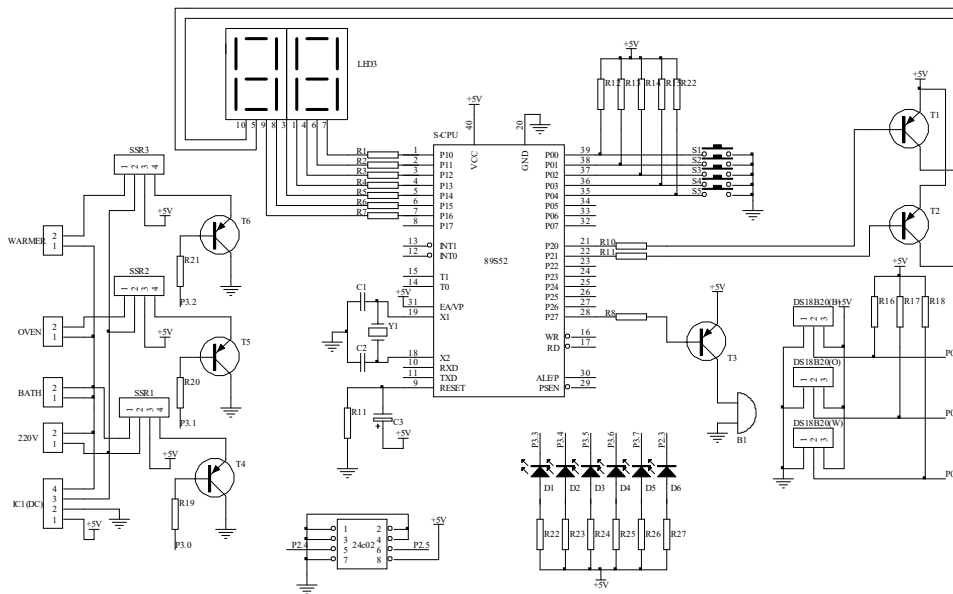 LED3
10 5 9 8 3 1 4 6 7
+5V
40
20
S-CPU
VCC
GND
89S52
R1 1 P10
R2 2 P11
R3 3 P12
R4 4 P13
R5 5 P14
R6 6 P15
R7 7 P16
8 P17
13 INT1
12 INT0
15 T1
14 T0
+5V
31 EA/VP
19 X1
18 X2
10 RXD
11 TXD
9 RESET
P00 39
P01 38
P02 37
P03 36
P04 35
P05 34
P06 33
P07 32
P20 21 R10
P21 22 R11
P22 23
P23 24
P24 25
P25 26
P26 27
P27 28 R8
WR 16
RD 17
ALE/P 30
PSEN 29
+5V
R12 R13 R14 R15 R22
S1
S2
S3
S4
S5
+5V
T1
T2
+5V
T3
B1
+5V
R16 R17 R18
DS18B20(B) +5V
1 2 3
P0
DS18B20(O)
1 2 3
P0
DS18B20(W)
1 2 3
P0
SSR3
1 2 3 4
+5V
T6
R21
P3.2
WARMER
2
1
SSR2
1 2 3 4
+5V
T5
R20
P3.1
OVEN
2
1
SSR1
1 2 3 4
+5V
T4
R19
P3.0
BATH
2
1
220V
2
1
IC1(DC)
4
3
2
1
+5V
C1
Y1
C2
R11
C3
+
+5V
24c02
1 2
3 4
P2.4 5 6 P2.5
7 8
+5V
P3.3 P3.4 P3.5 P3.6 P3.7 P2.3
D1 D2 D3 D4 D5 D6
R22 R23 R24 R25 R26 R27
+5V